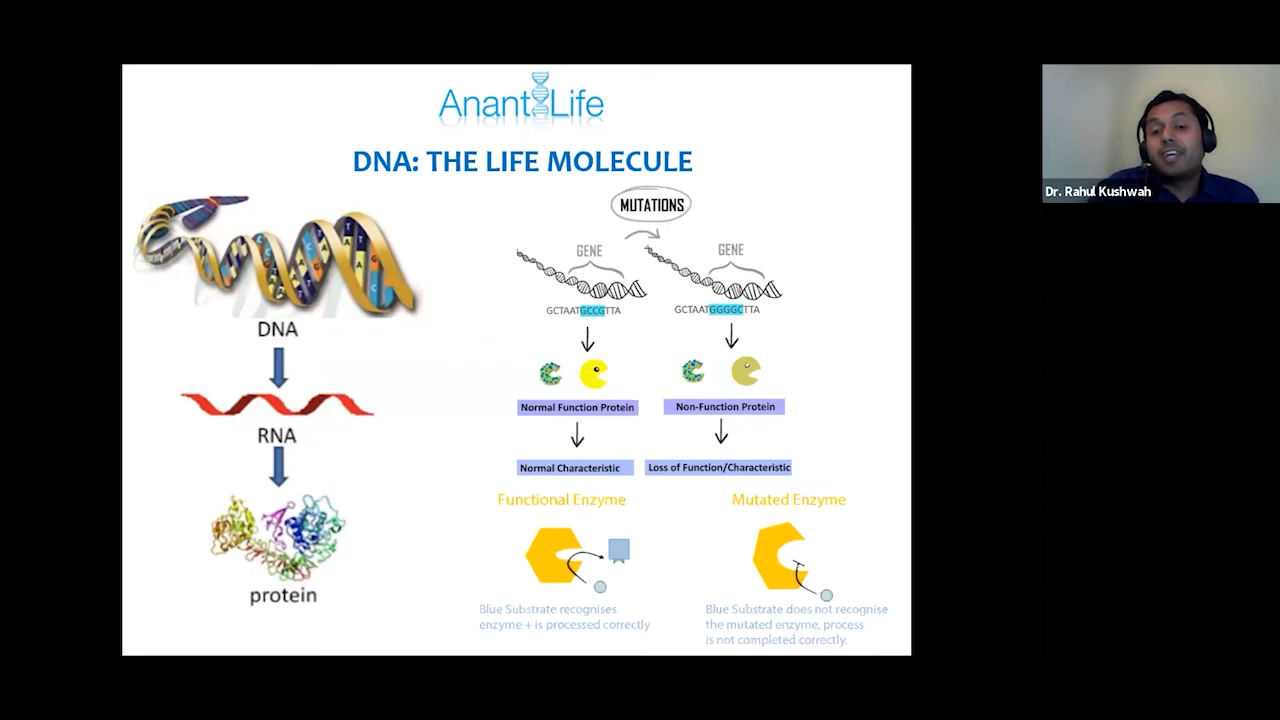 Anant Life
DNA: THE LIFE MOLECULE
Dr. Rahul Kushwah
DNA
RNA
protein
MUTATIONS
GENE
GENE
GCTAATGCCGTTA
GCTAATGGGGCTTA
Normal Function Protein
Non-Function Protein
Normal Characteristic
Loss of Function/Characteristic
Functional Enzyme
Mutated Enzyme
Blue Substrate recognises
enzyme + is processed correctly
Blue Substrate does not recognise
the mutated enzyme, process
is not completed correctly.